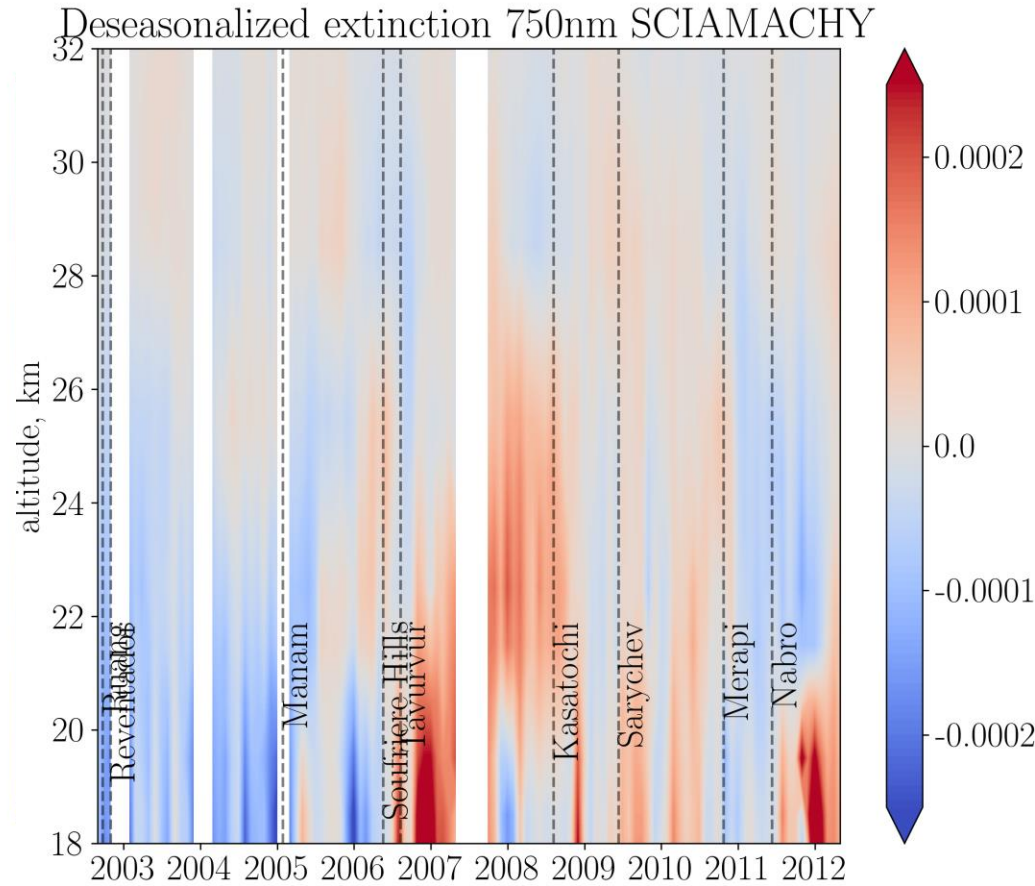 Deseasonalized extinction 750nm SCIAMACHY
altitude, km
32
30
28
26
24
22
20
18
2003
2004
2005
2006
2007
2008
2009
2010
2011
2012
Ruang
Reventador
Manam
Soufriere Hills
Tavurvur
Kasatochi
Sarychev
Merapi
Nabro
0.0002
0.0001
0.0
-0.0001
-0.0002